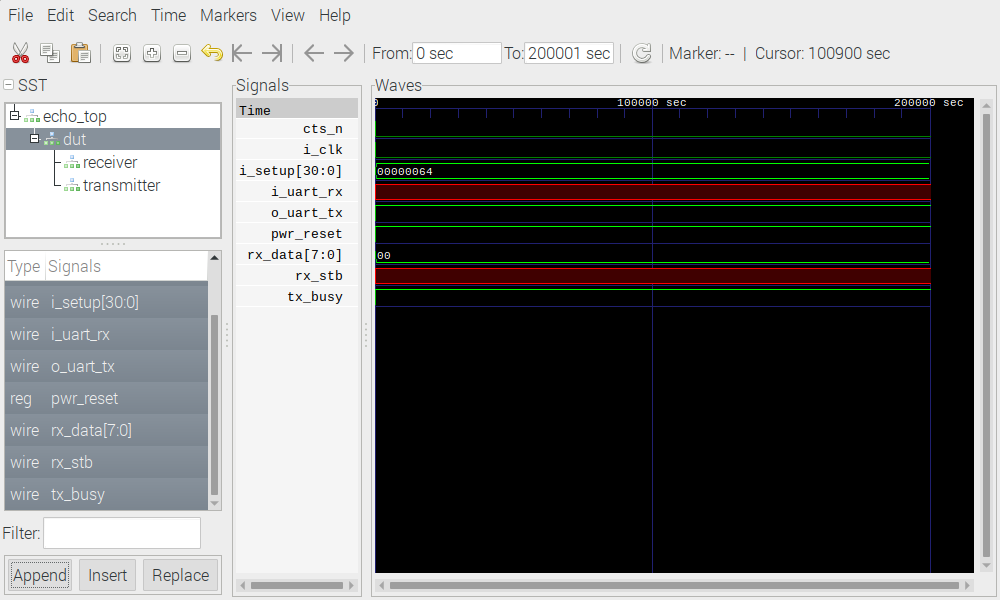 File Edit Search Time Markers View Help
From: 0 sec To: 200001 sec Marker: -- | Cursor: 100900 sec
SST
echo_top
dut
receiver
transmitter
Type Signals
wire i_setup[30:0]
wire i_uart_rx
wire o_uart_tx
reg pwr_reset
wire rx_data[7:0]
wire rx_stb
wire tx_busy
Filter:
Append Insert Replace
Signals
Time
cts_n
i_clk
i_setup[30:0]
i_uart_rx
o_uart_tx
pwr_reset
rx_data[7:0]
rx_stb
tx_busy
Waves
0 100000 sec 200000 sec
00000064
00